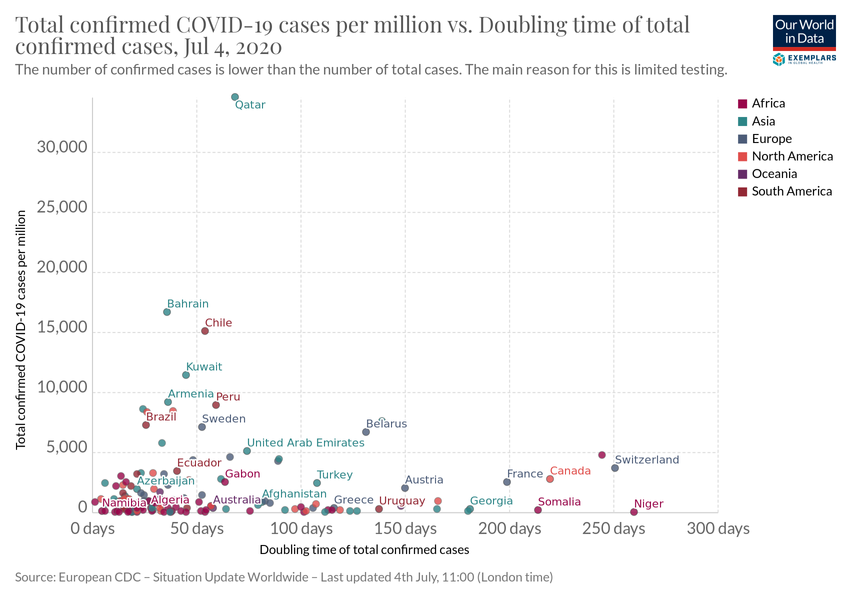 Total confirmed COVID-19 cases per million vs. Doubling time of total
confirmed cases, Jul 4, 2020
The number of confirmed cases is lower than the number of total cases. The main reason for this is limited testing.
Our World
in Data
EXEMPLARS
IN GLOBAL HEALTH
Africa
Asia
Europe
North America
Oceania
South America
Total confirmed COVID-19 cases per million
30,000
25,000
20,000
15,000
10,000
5,000
0
Qatar
Bahrain
Chile
Kuwait
Armenia
Peru
Brazil
Sweden
Belarus
United Arab Emirates
Ecuador
Switzerland
Azerbaijan
Gabon
Turkey
Austria
France
Canada
Namibia
Algeria
Australia
Afghanistan
Greece
Uruguay
Georgia
Somalia
Niger
0 days
50 days
100 days
150 days
200 days
250 days
300 days
Doubling time of total confirmed cases
Source: European CDC – Situation Update Worldwide – Last updated 4th July, 11:00 (London time)